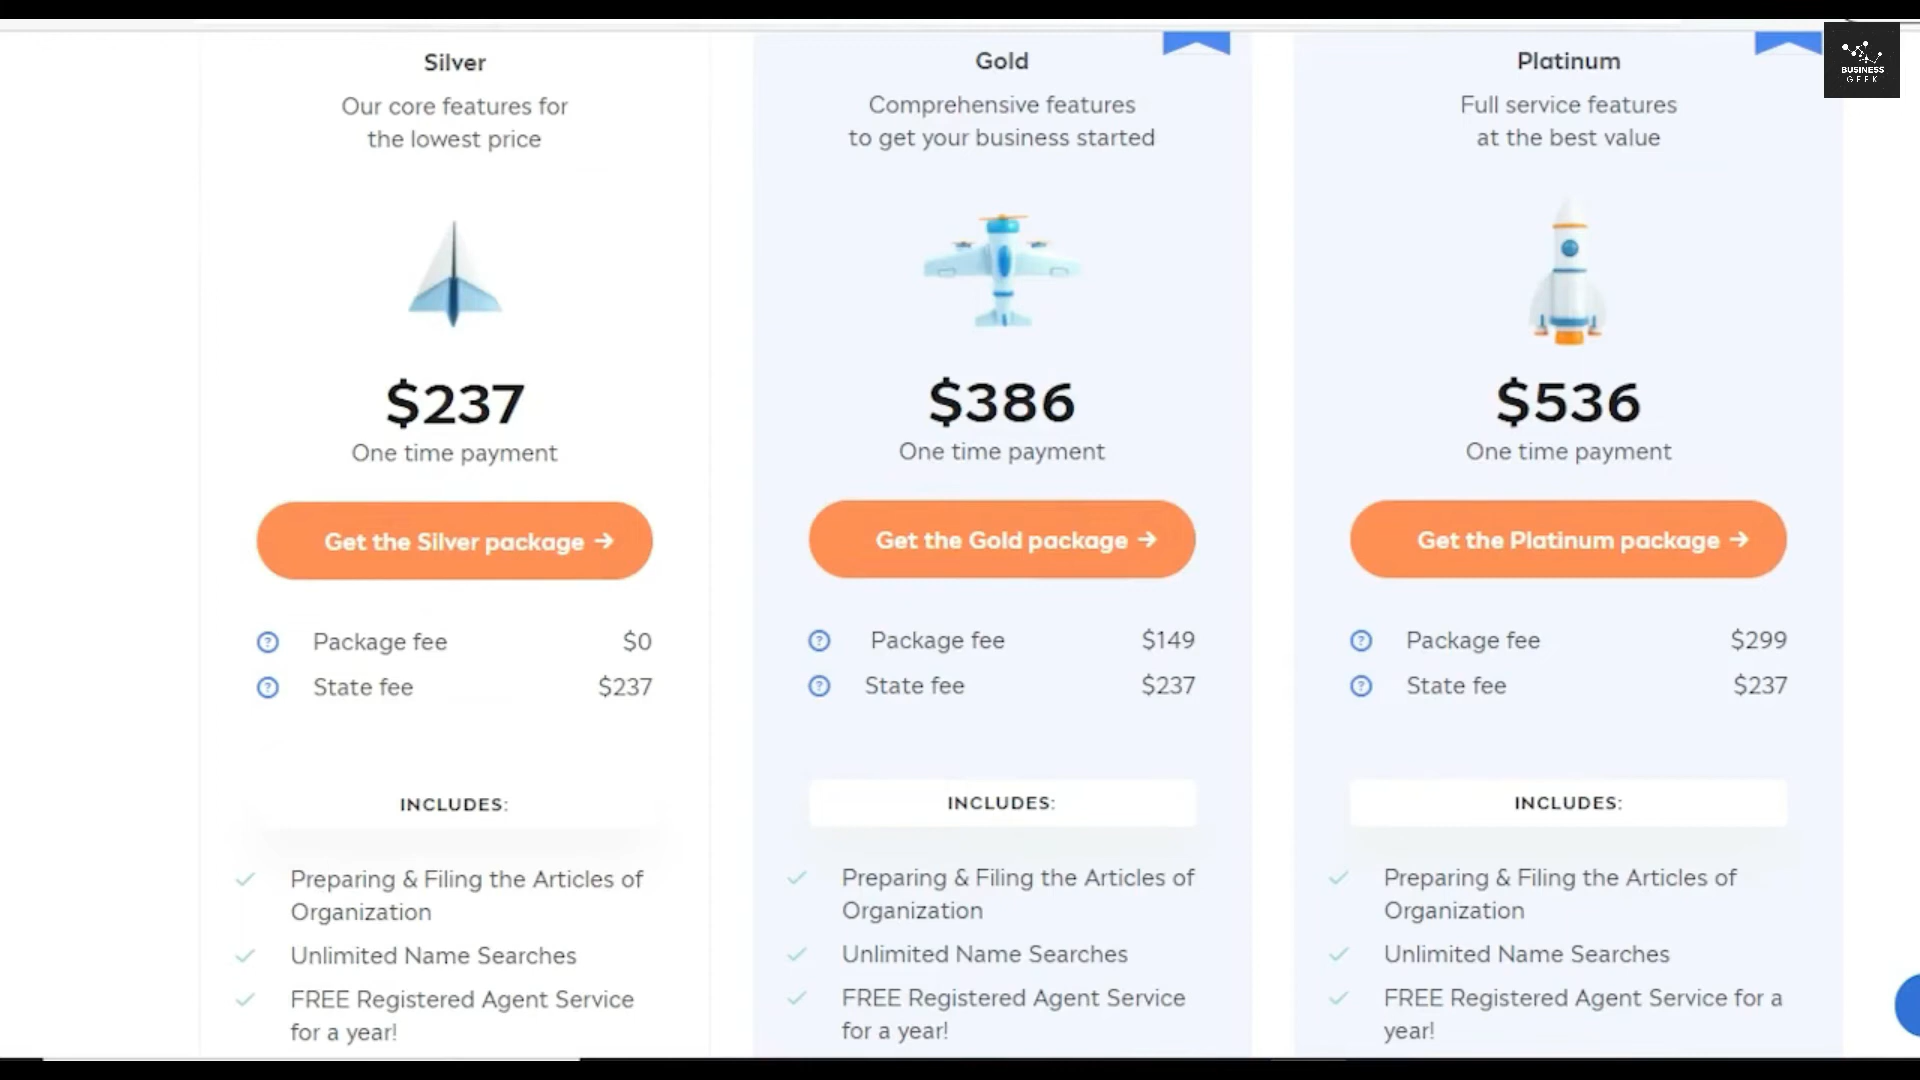 Silver
Our core features for
the lowest price
$237
One time payment
Get the Silver package →
Package fee $0
State fee $237
INCLUDES:
Preparing & Filing the Articles of
Organization
Unlimited Name Searches
FREE Registered Agent Service
for a year!
Gold
Comprehensive features
to get your business started
$386
One time payment
Get the Gold package →
Package fee $149
State fee $237
INCLUDES:
Preparing & Filing the Articles of
Organization
Unlimited Name Searches
FREE Registered Agent Service
for a year!
Platinum
Full service features
at the best value
$536
One time payment
Get the Platinum package →
Package fee $299
State fee $237
INCLUDES:
Preparing & Filing the Articles of
Organization
Unlimited Name Searches
FREE Registered Agent Service for a
year!
BUSINESS
GEEK